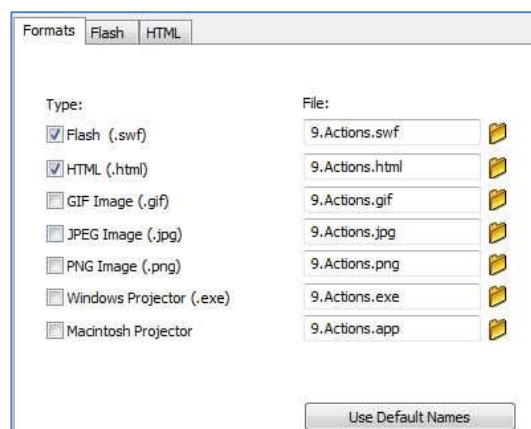 Formats Flash HTML
Type: File:
Flash (.swf) 9.Actions.swf
HTML (.html) 9.Actions.html
GIF Image (.gif) 9.Actions.gif
JPEG Image (.jpg) 9.Actions.jpg
PNG Image (.png) 9.Actions.png
Windows Projector (.exe) 9.Actions.exe
Macintosh Projector 9.Actions.app
Use Default Names